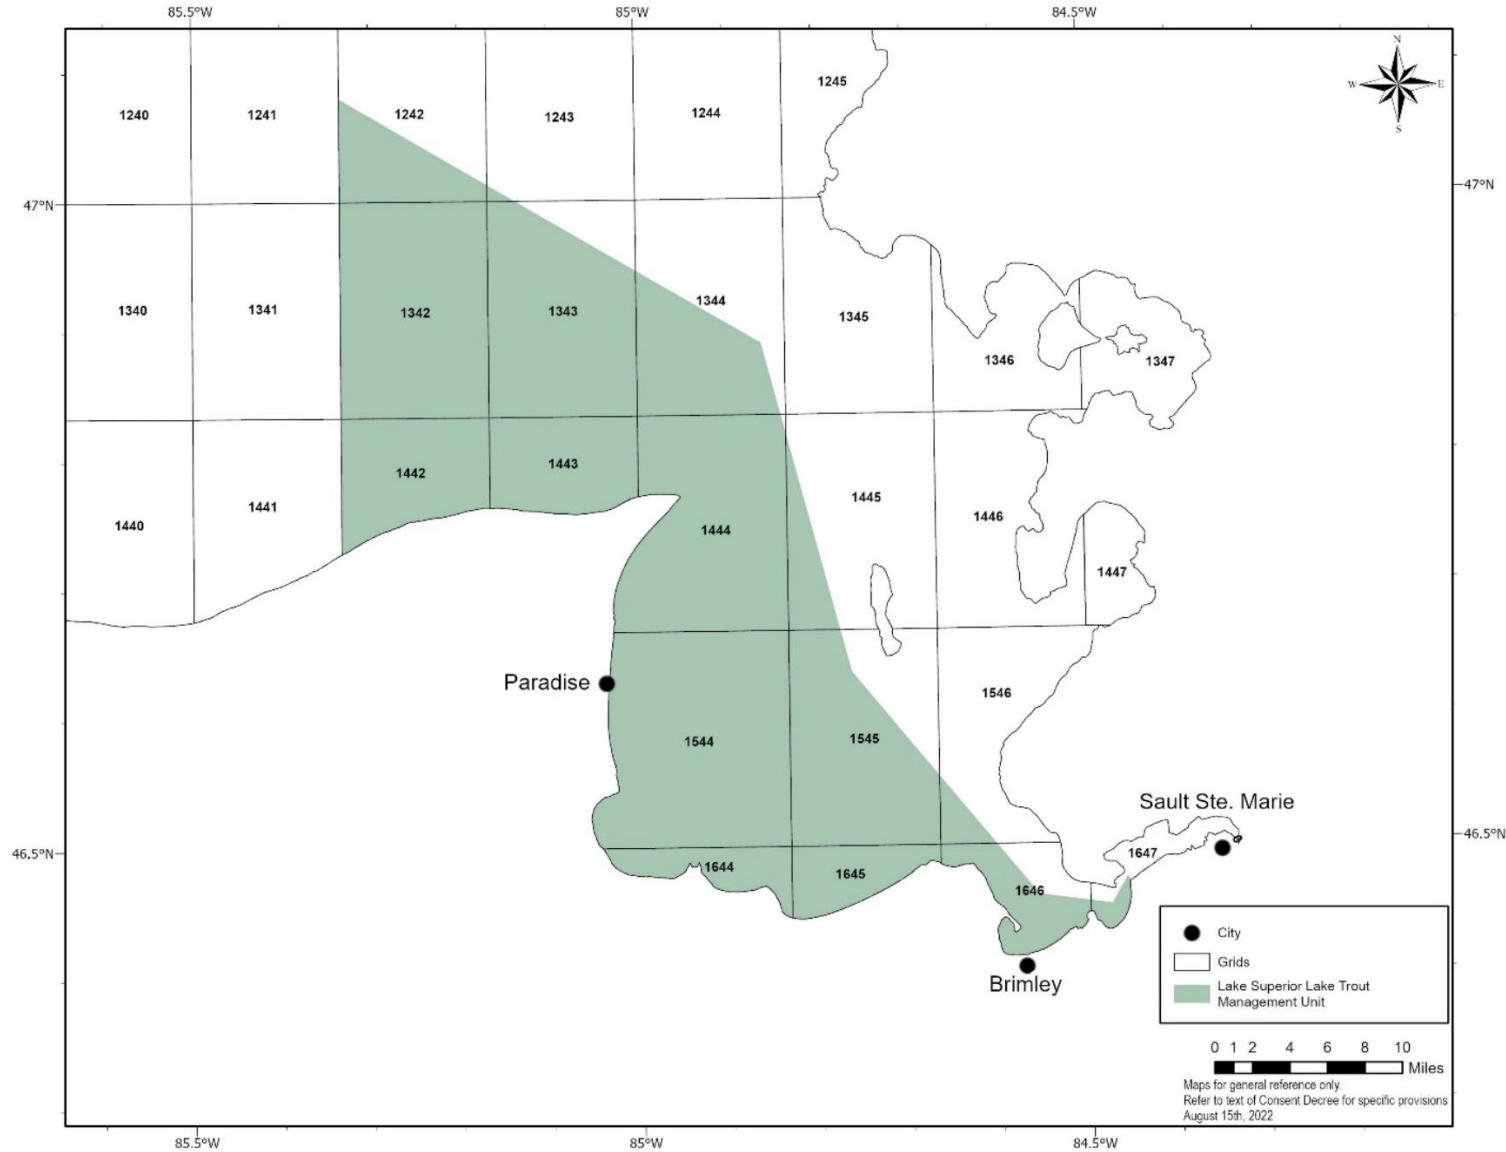 85.5°W 85°W 84.5°W
N
W E
S
1245
1240 1241 1242 1243 1244
47°N 47°N
1340 1341 1342 1343 1344 1345
1346 1347
1440 1441 1442 1443 1444 1445 1446
1447
Paradise
1544 1545 1546
Sault Ste. Marie
46.5°N 46.5°N
1644 1645 1646 1647
Brimley
City
Grids
Lake Superior Lake Trout
Management Unit
0 1 2 4 6 8 10
Miles
Maps for general reference only.
Refer to text of Consent Decree for specific provisions
August 15th, 2022
85.5°W 85°W 84.5°W